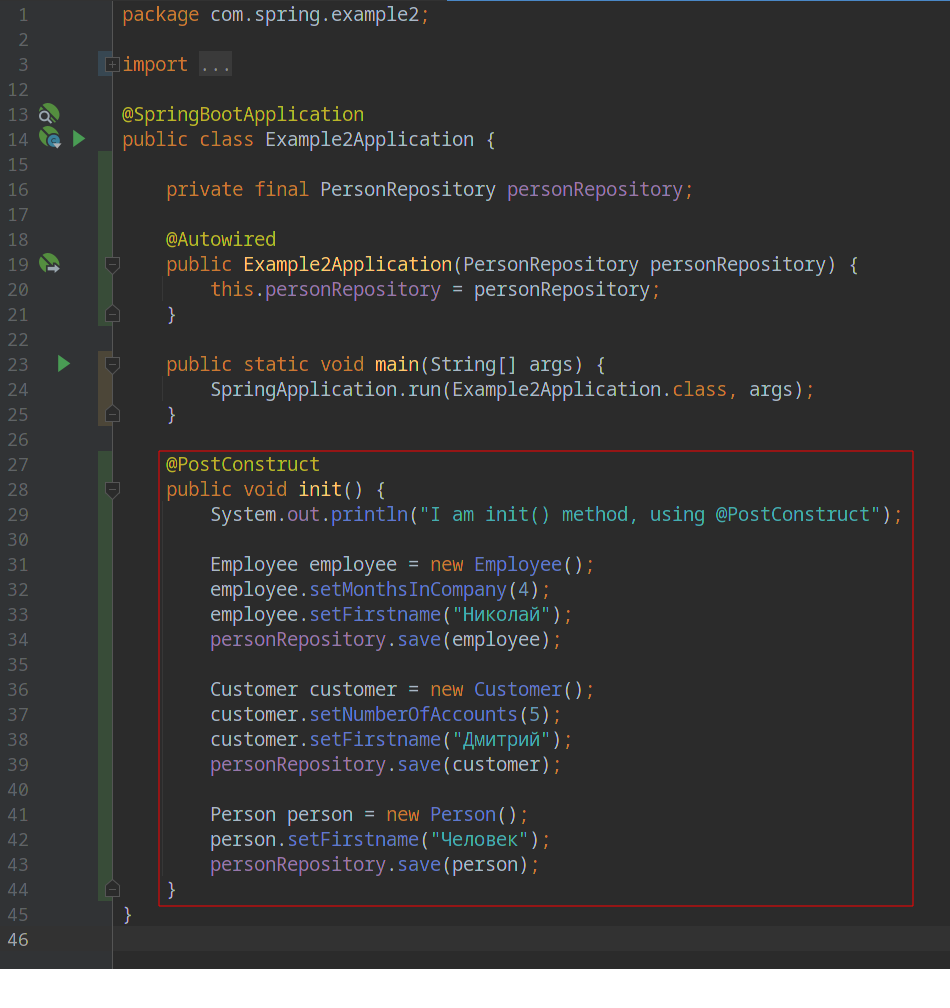 1 package com.spring.example2;
2
3 import ...
12
13 @SpringBootApplication
14 public class Example2Application {
15
16 private final PersonRepository personRepository;
17
18 @Autowired
19 public Example2Application(PersonRepository personRepository) {
20 this.personRepository = personRepository;
21 }
22
23 public static void main(String[] args) {
24 SpringApplication.run(Example2Application.class, args);
25 }
26
27 @PostConstruct
28 public void init() {
29 System.out.println("I am init() method, using @PostConstruct");
30
31 Employee employee = new Employee();
32 employee.setMonthsInCompany(4);
33 employee.setFirstname("Николай");
34 personRepository.save(employee);
35
36 Customer customer = new Customer();
37 customer.setNumberOfAccounts(5);
38 customer.setFirstname("Дмитрий");
39 personRepository.save(customer);
40
41 Person person = new Person();
42 person.setFirstname("Человек");
43 personRepository.save(person);
44 }
45 }
46